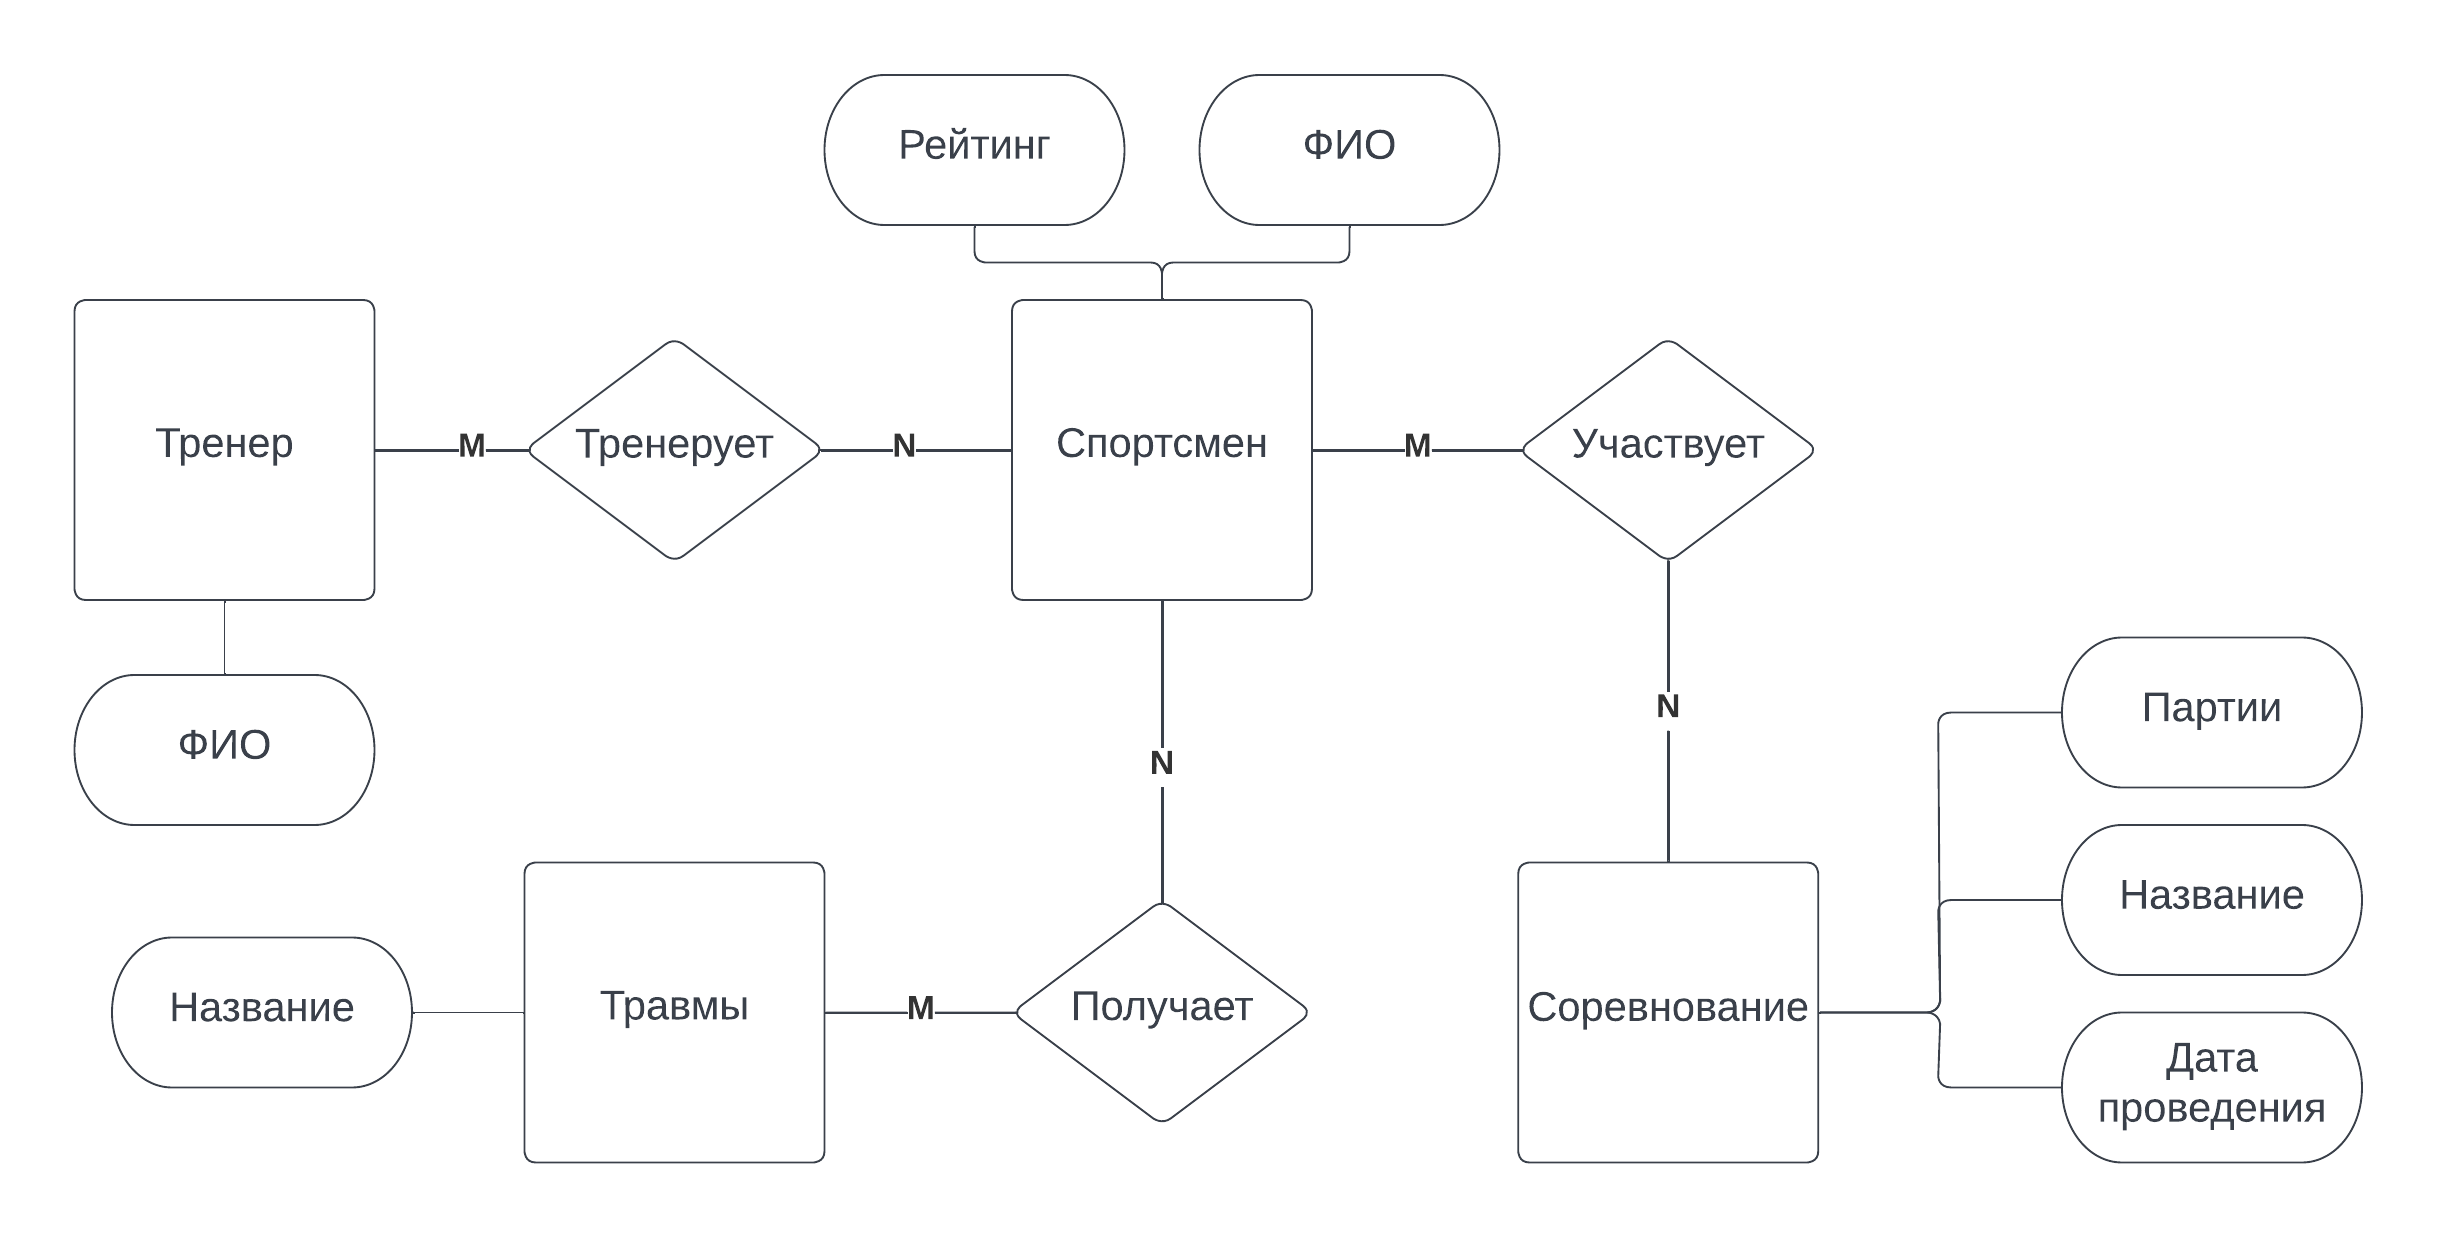 Рейтинг
ФИО
Тренер
M
Тренерует
N
Спортсмен
M
Участвует
ФИО
N
N
Партии
Название
Дата
проведения
Название
Травмы
M
Получает
Соревнование